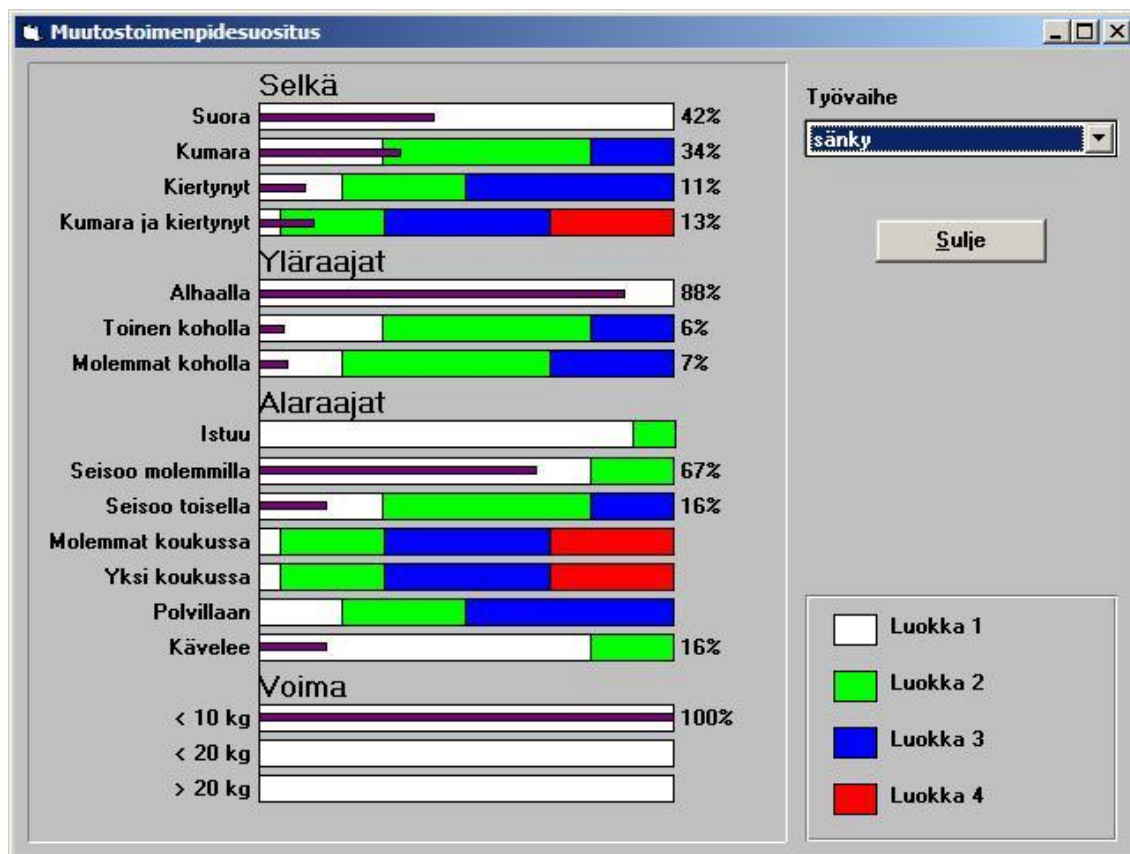 Muutostoimenpidesuositus
Selkä
Suora 42%
Kumara 34%
Kiertynyt 11%
Kumara ja kiertynyt 13%
Yläraajat
Alhaalla 88%
Toinen koholla 6%
Molemmat koholla 7%
Alaraajat
Istuu
Seisoo molemmilla 67%
Seisoo toisella 16%
Molemmat koukussa
Yksi koukussa
Polvillaan
Kävelee 16%
Voima
< 10 kg 100%
< 20 kg
> 20 kg
Työvaihe
sänky
Sulje
Luokka 1
Luokka 2
Luokka 3
Luokka 4